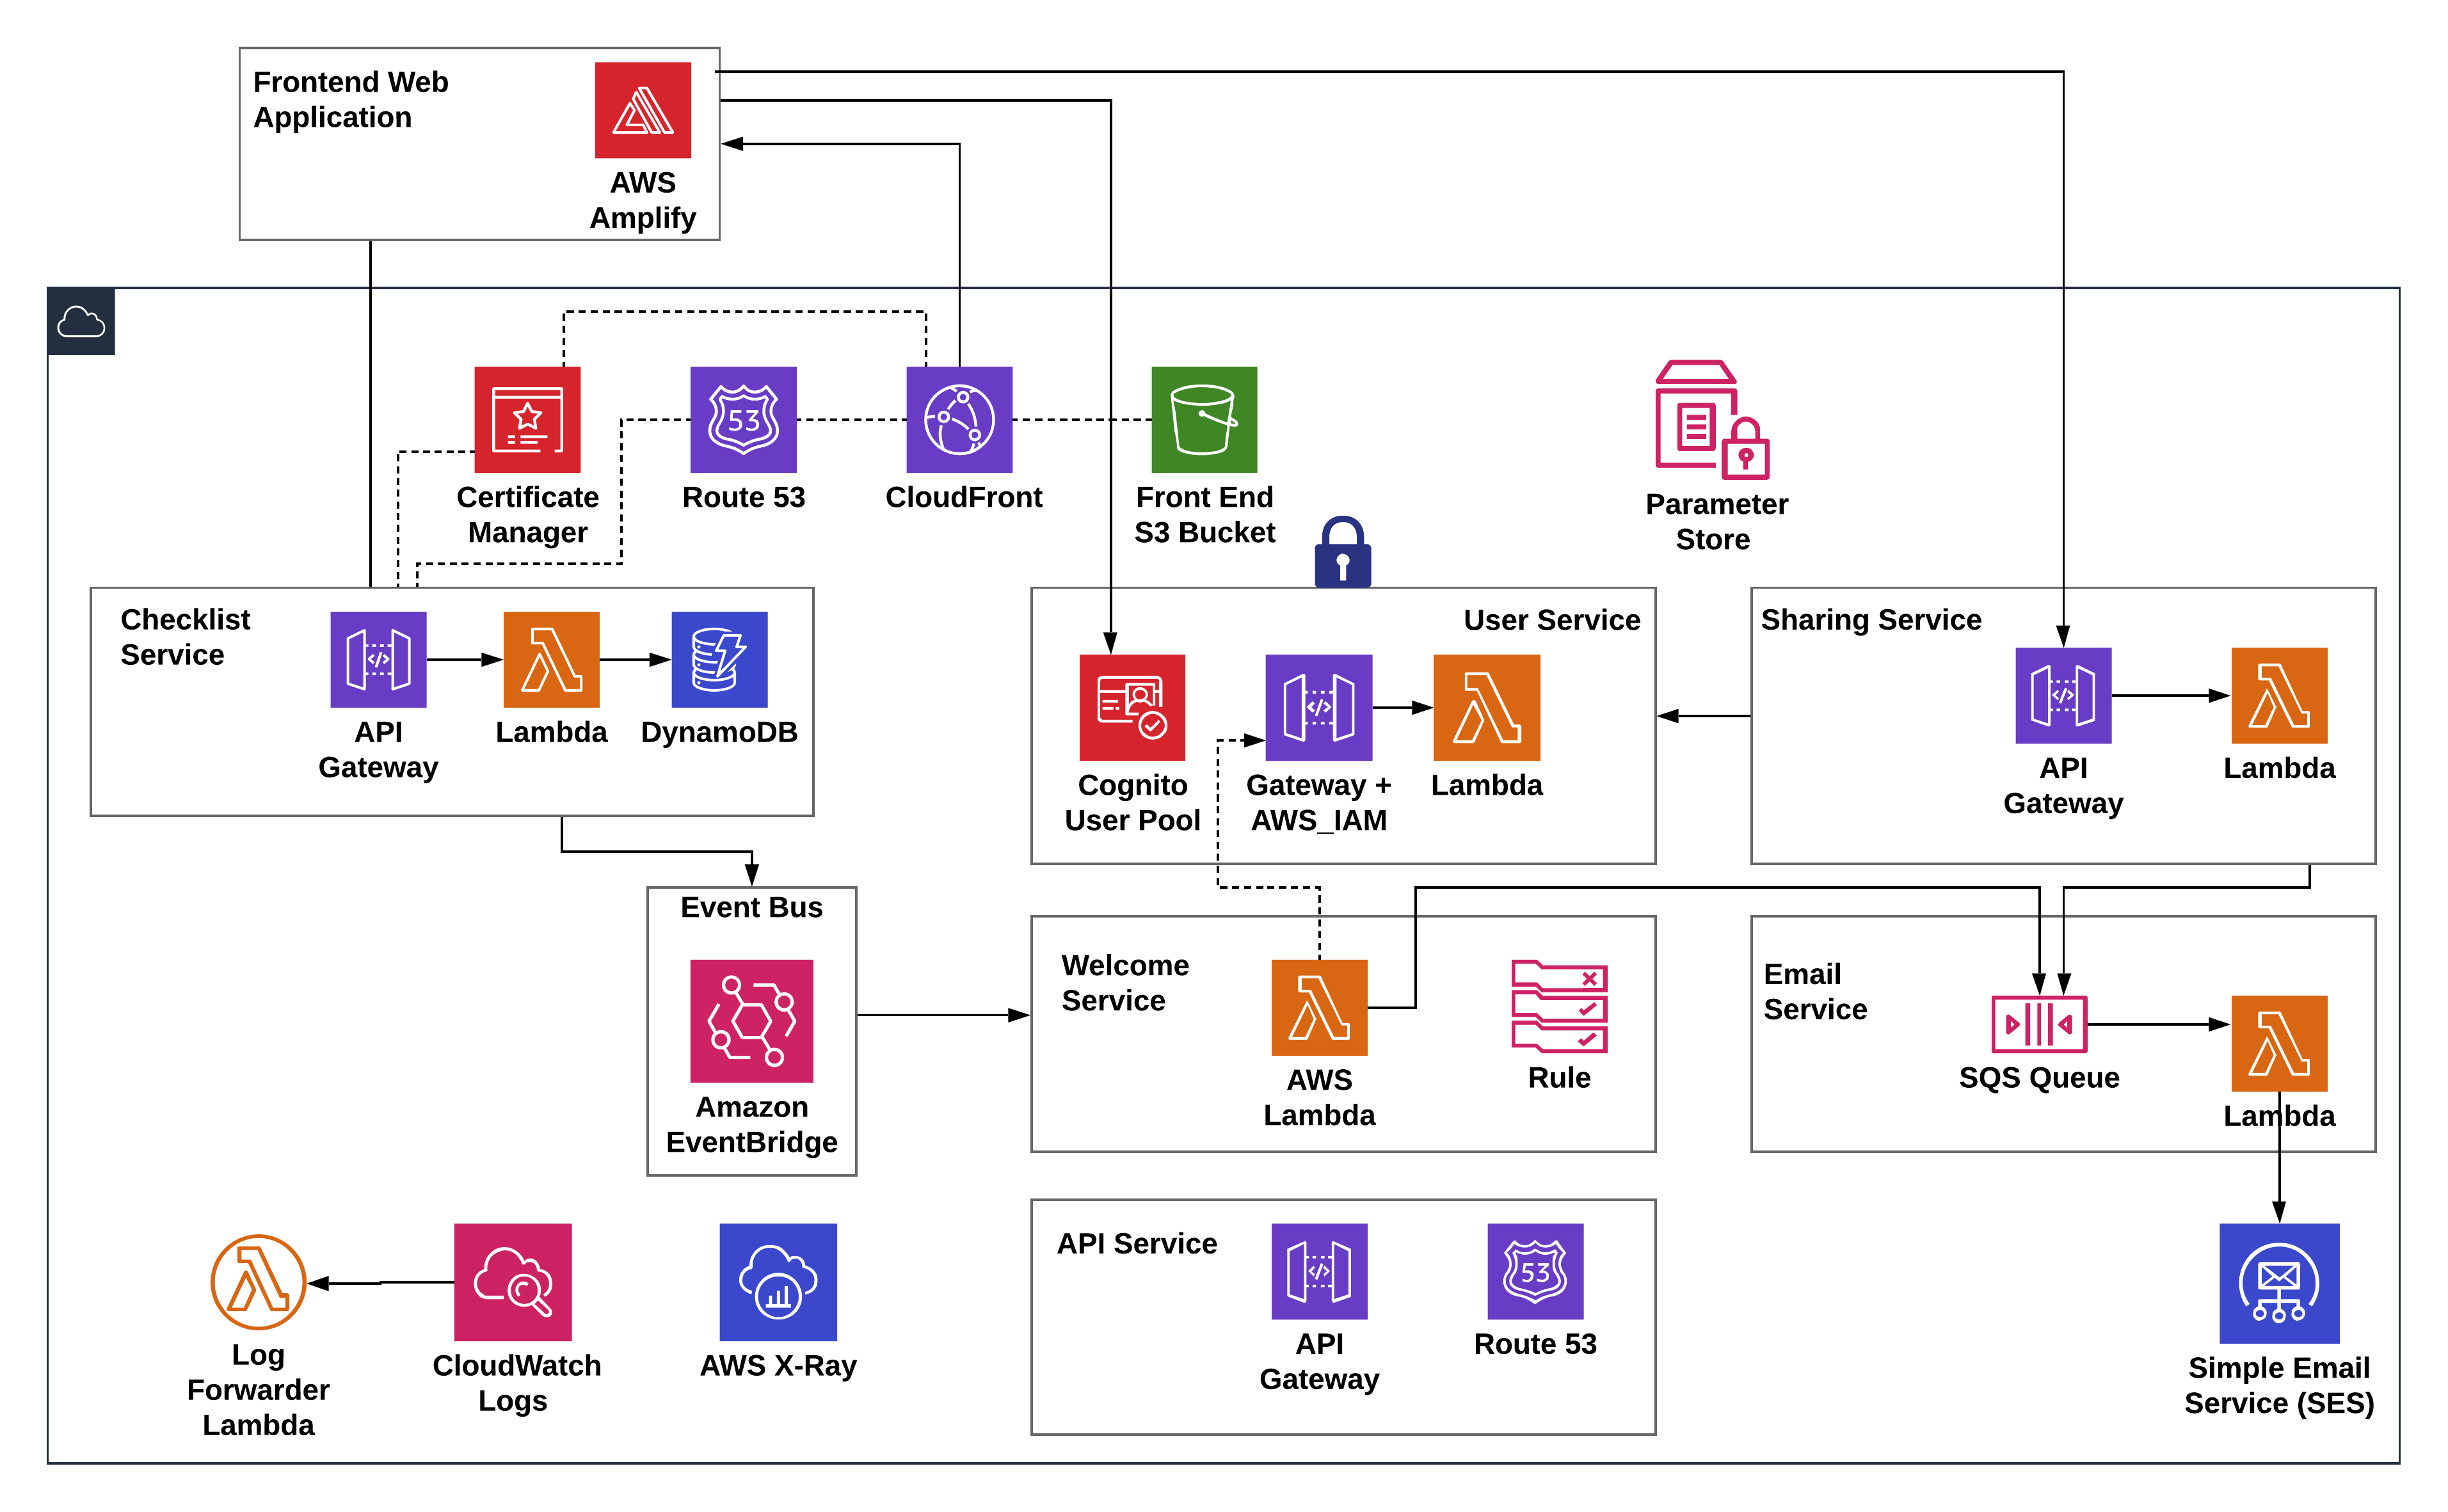 Frontend Web
Application
AWS
Amplify
Certificate
Manager
Route 53
53
CloudFront
Front End
S3 Bucket
Parameter
Store
Checklist
Service
API
Gateway
Lambda
DynamoDB
User Service
Cognito
User Pool
Gateway +
AWS_IAM
Lambda
Sharing Service
API
Gateway
Lambda
Event Bus
Amazon
EventBridge
Welcome
Service
AWS
Lambda
Rule
Email
Service
SQS Queue
Lambda
Log
Forwarder
Lambda
CloudWatch
Logs
AWS X-Ray
API Service
API
Gateway
53
Route 53
Simple Email
Service (SES)